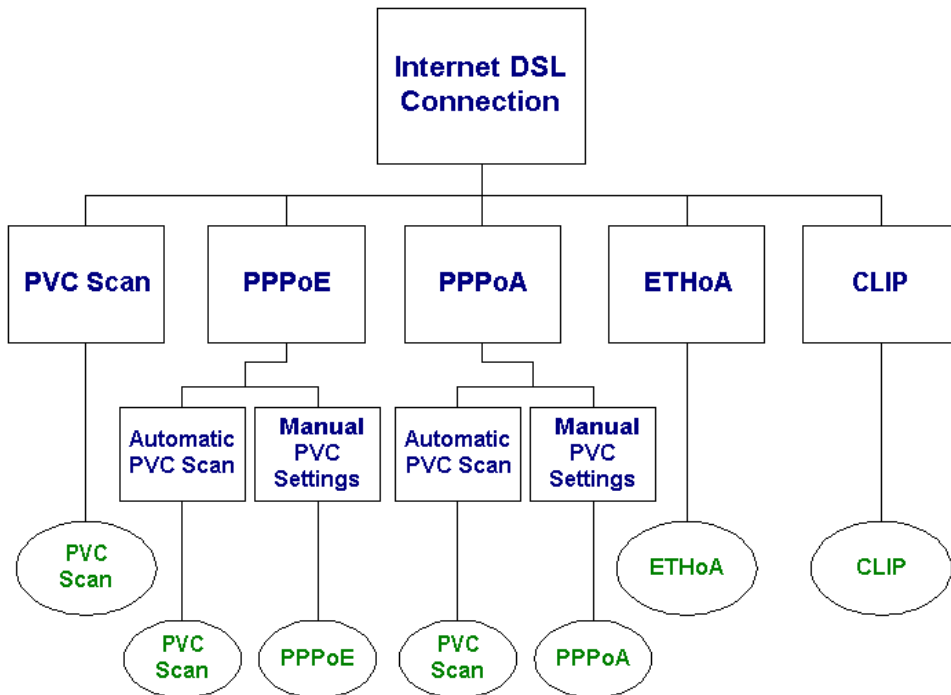 Internet DSL
Connection
PVC Scan
PPPoE
PPPoA
ETHoA
CLIP
Automatic
PVC Scan
Manual
PVC
Settings
Automatic
PVC Scan
Manual
PVC
Settings
PVC
Scan
ETHoA
CLIP
PVC
Scan
PPPoE
PVC
Scan
PPPoA